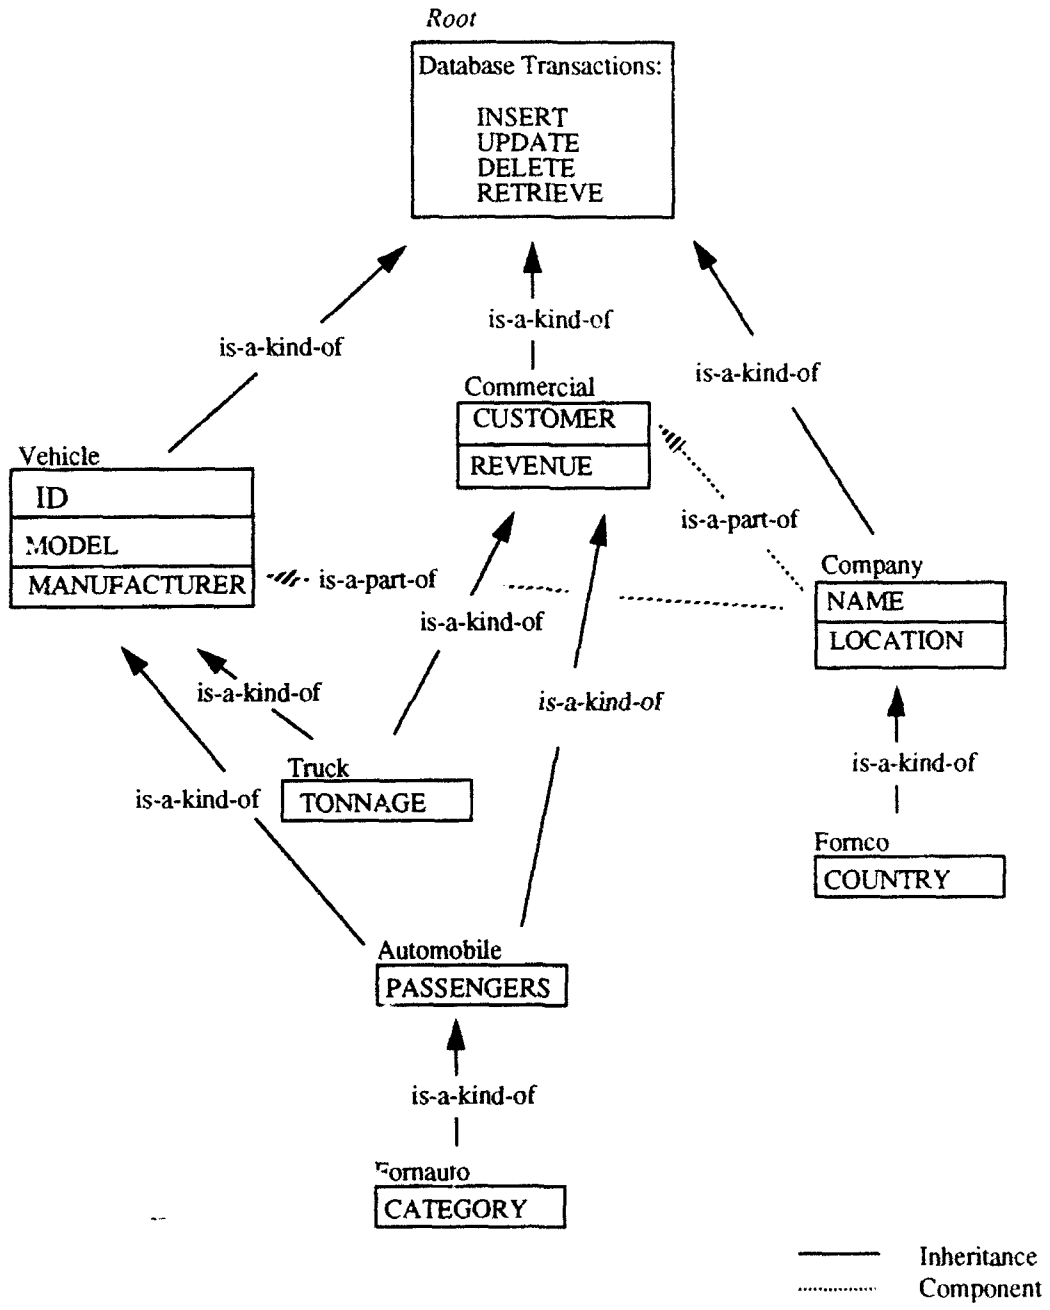 Root
Database Transactions:
INSERT
UPDATE
DELETE
RETRIEVE
is-a-kind-of
is-a-kind-of
is-a-kind-of
Commercial
CUSTOMER
REVENUE
Vehicle
ID
MODEL
MANUFACTURER
is-a-part-of
is-a-part-of
Company
NAME
LOCATION
is-a-kind-of
is-a-kind-of
is-a-kind-of
Truck
TONNAGE
is-a-kind-of
is-a-kind-of
Fornco
COUNTRY
Automobile
PASSENGERS
is-a-kind-of
Fornauto
CATEGORY
Inheritance
Component